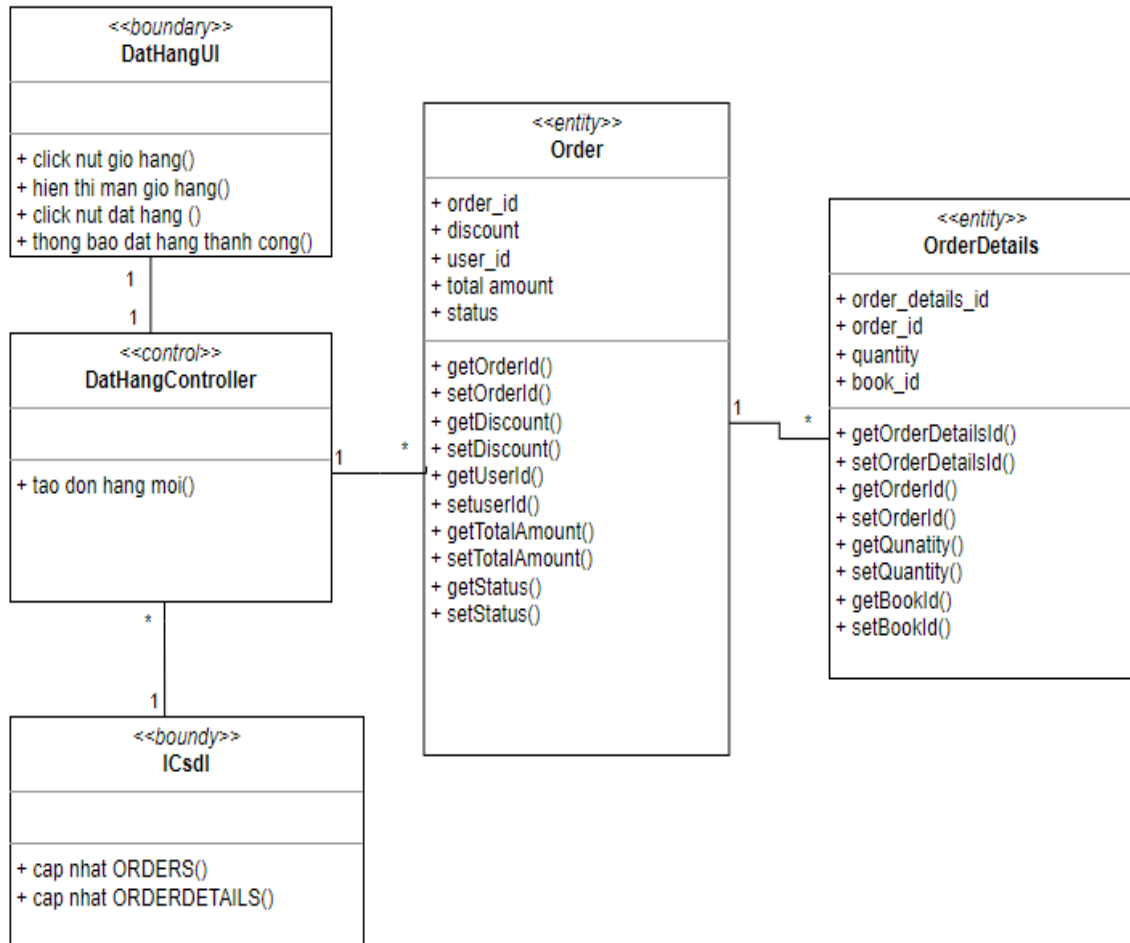 <<boundary>>
DatHangUI
+ click nut gio hang()
+ hien thi man gio hang()
+ click nut dat hang ()
+ thong bao dat hang thanh cong()
1
1
<<control>>
DatHangController
+ tao don hang moi()
1
*
*
1
<<boundy>>
ICsdl
+ cap nhat ORDERS()
+ cap nhat ORDERDETAILS()
<<entity>>
Order
+ order_id
+ discount
+ user_id
+ total amount
+ status
+ getOrderId()
+ setOrderId()
+ getDiscount()
+ setDiscount()
+ getUserId()
+ setuserId()
+ getTotalAmount()
+ setTotalAmount()
+ getStatus()
+ setStatus()
1
*
<<entity>>
OrderDetails
+ order_details_id
+ order_id
+ quantity
+ book_id
+ getOrderDetailsId()
+ setOrderDetailsId()
+ getOrderId()
+ setOrderId()
+ getQunatity()
+ setQuantity()
+ getBookId()
+ setBookId()